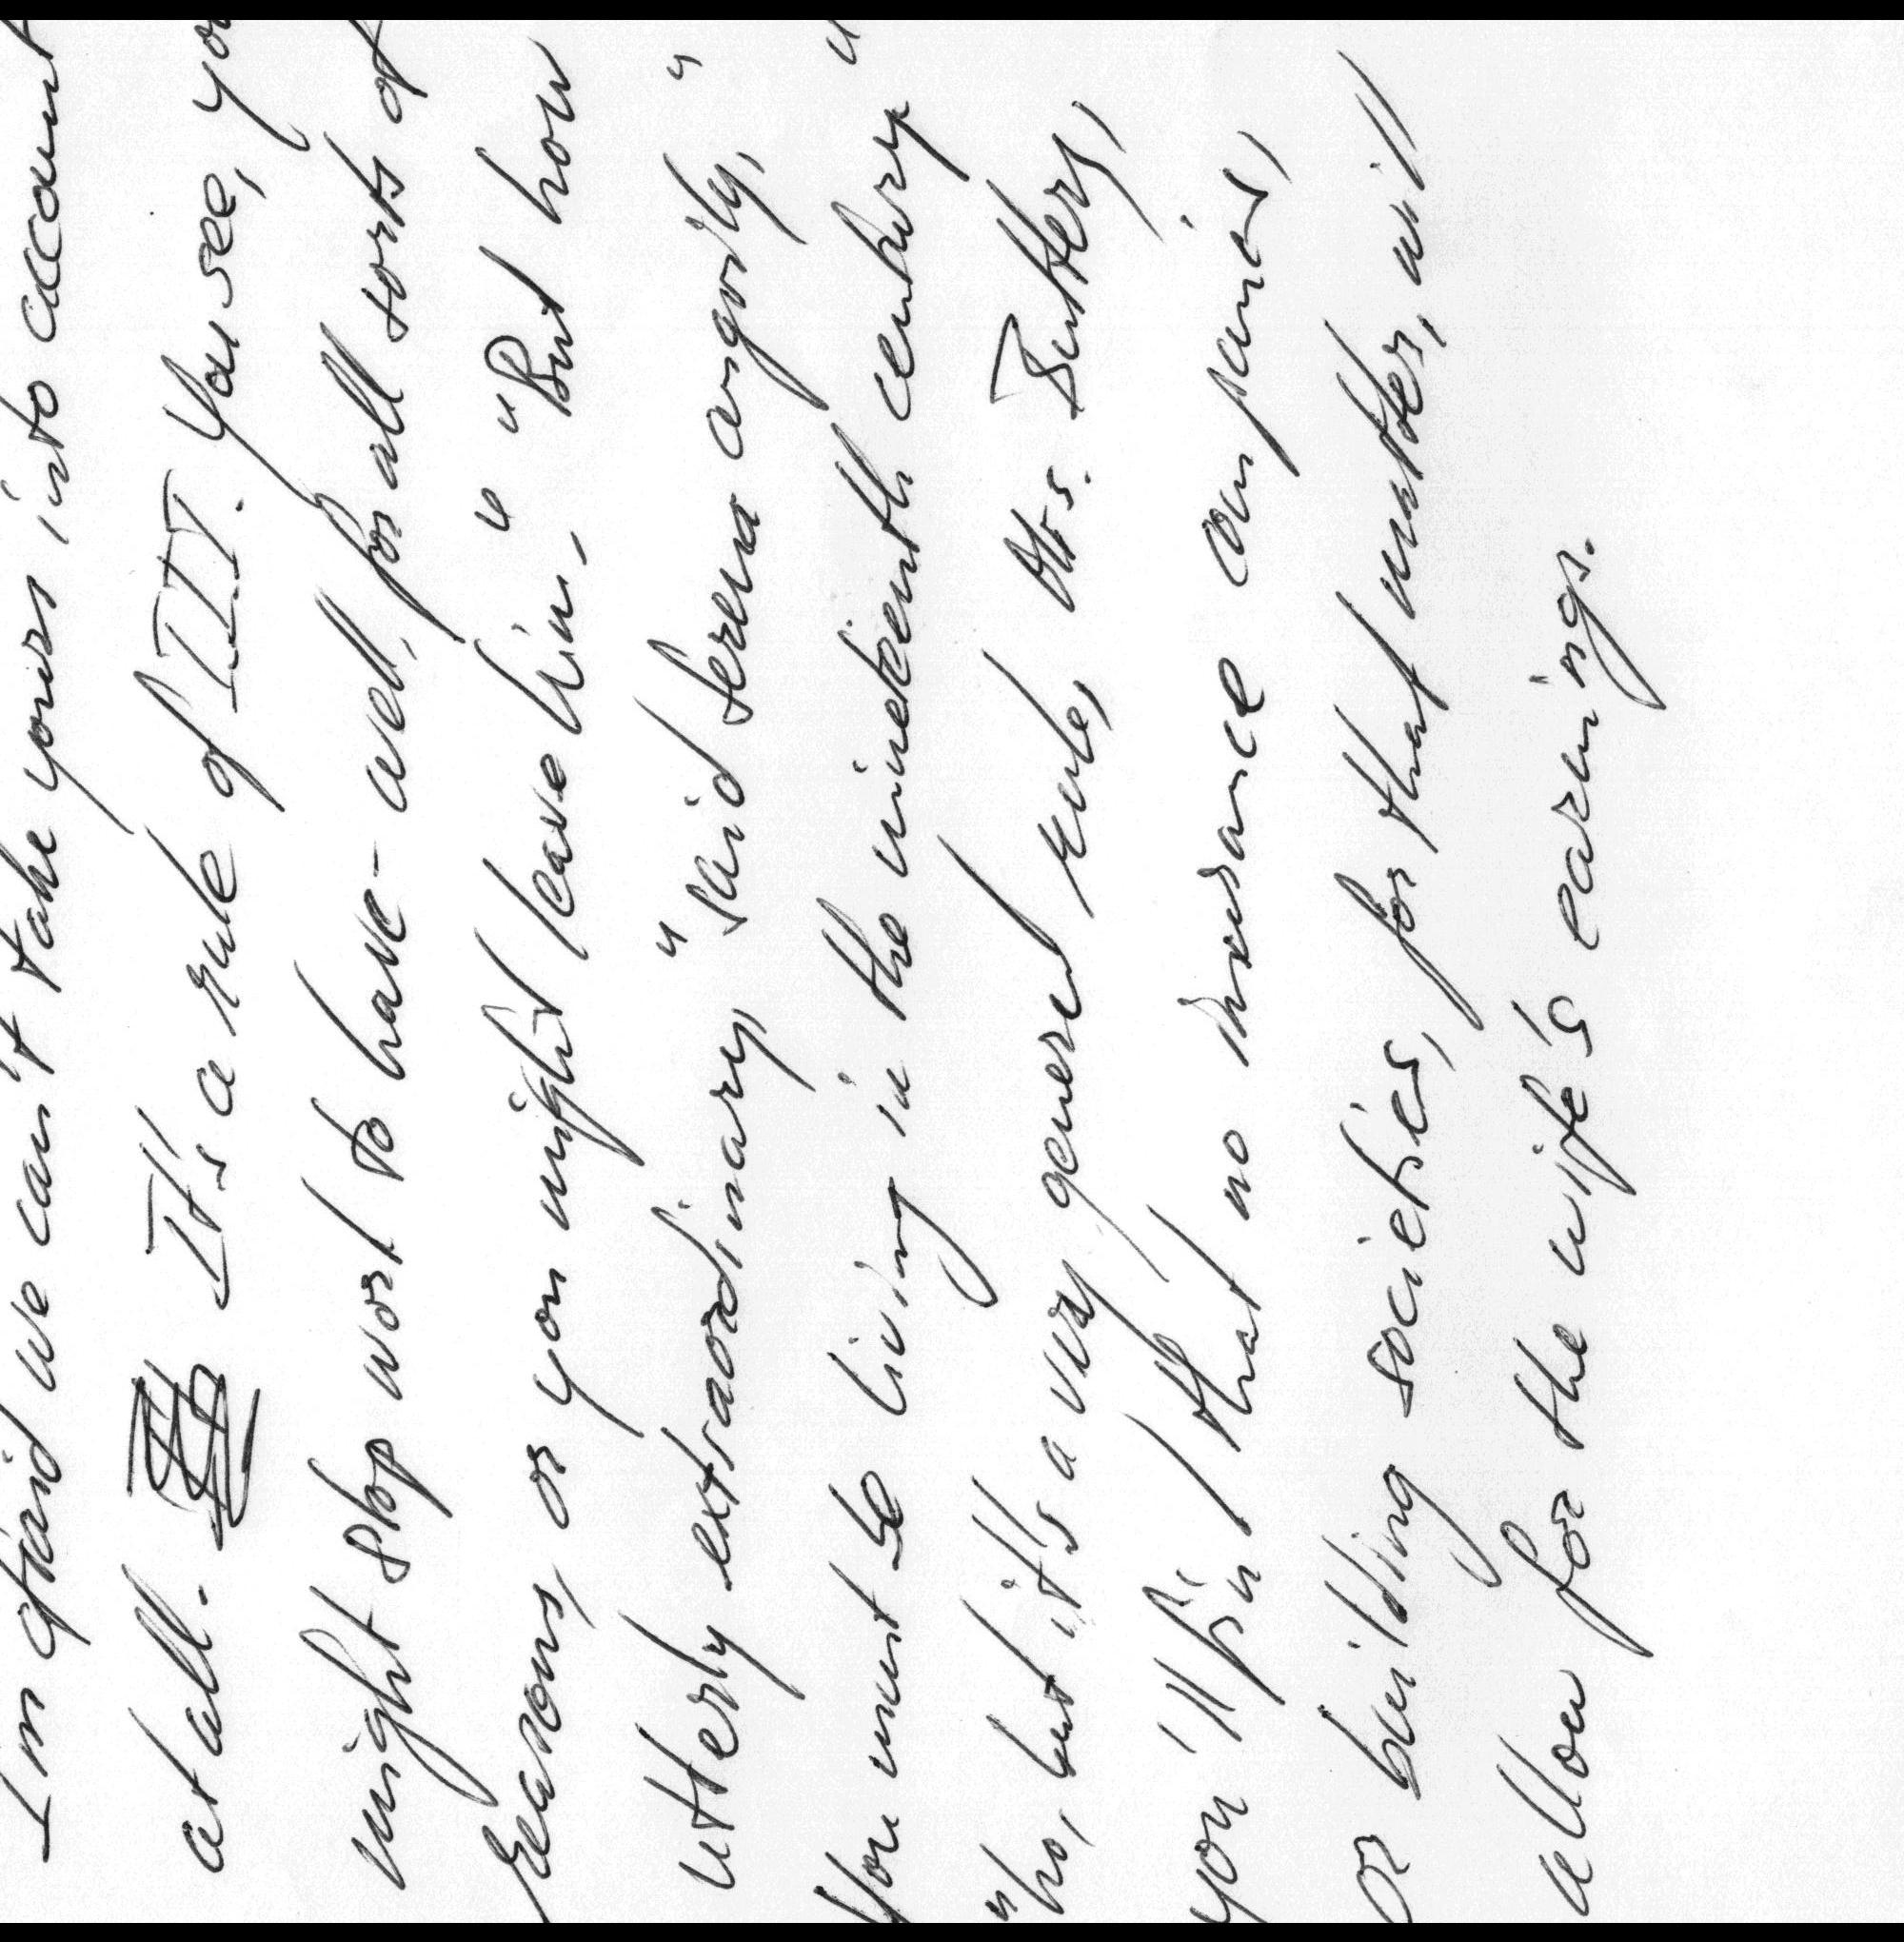 I'm afraid we can't take yours into account
at all. It's a rule of III. You see, you
might stop work to have - well, for all sorts of
reasons, or you might leave him," "But how
utterly extraordinary," said Serena angrily, "
You must be living in the nineteenth century"
"No, but it's a very general rule, Mrs. Buttery,
you'll find that no insurance companies,
or building societies, for that matter, will
allow for the wife's earnings.